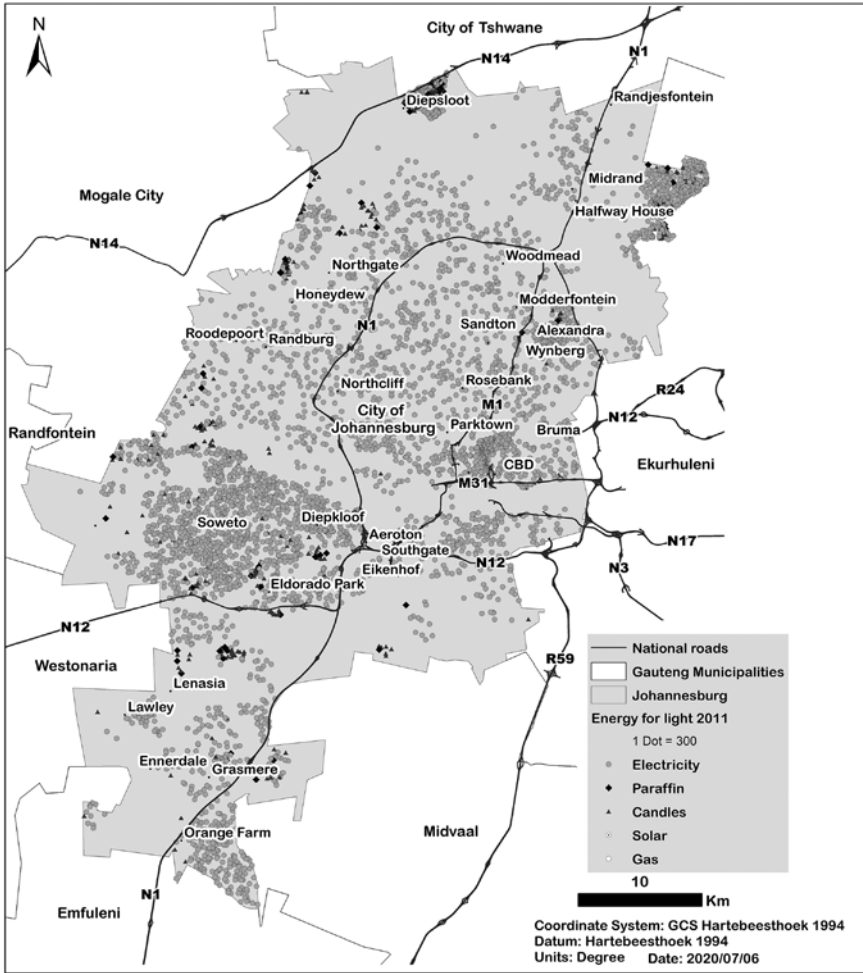 City of Tshwane
N
N14
N1
Randjesfontein
Diepsloot
Midrand
Mogale City
Halfway House
N14
Woodmead
Northgate
Honeydew
Modderfontein
N1
Sandton
Alexandra
Roodepoort
Randburg
Wynberg
Northcliff
Rosebank
R24
M1
City of
Johannesburg
Parktown
N12
Randfontein
Bruma
CBD
Ekurhuleni
M31
Soweto
Diepkloof
Aeroton
Southgate
N17
N12
Eikenhof
N3
Eldorado Park
N12
Westonaria
R59
Lenasia
Lawley
Ennerdale
Grasmere
Orange Farm
Midvaal
N1
Emfuleni
National roads
Gauteng Municipalities
Johannesburg
Energy for light 2011
1 Dot = 300
Electricity
Paraffin
Candles
Solar
Gas
10
Km
Coordinate System: GCS Hartebeesthoek 1994
Datum: Hartebeesthoek 1994
Units: Degree Date: 2020/07/06